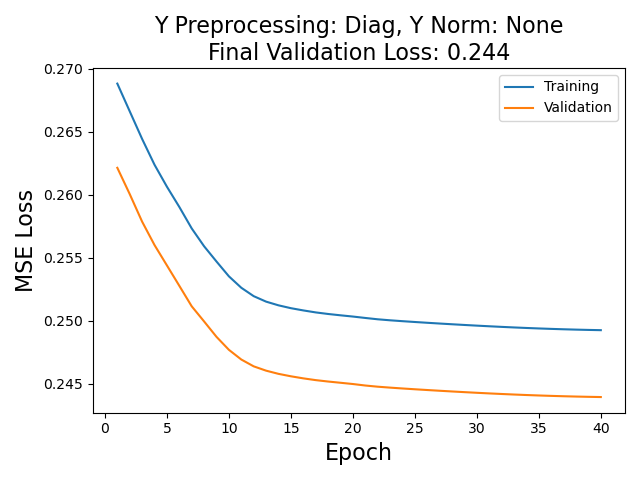 Y Preprocessing: Diag, Y Norm: None
Final Validation Loss: 0.244
Training
Validation
MSE Loss
0.270
0.265
0.260
0.255
0.250
0.245
0 5 10 15 20 25 30 35 40
Epoch